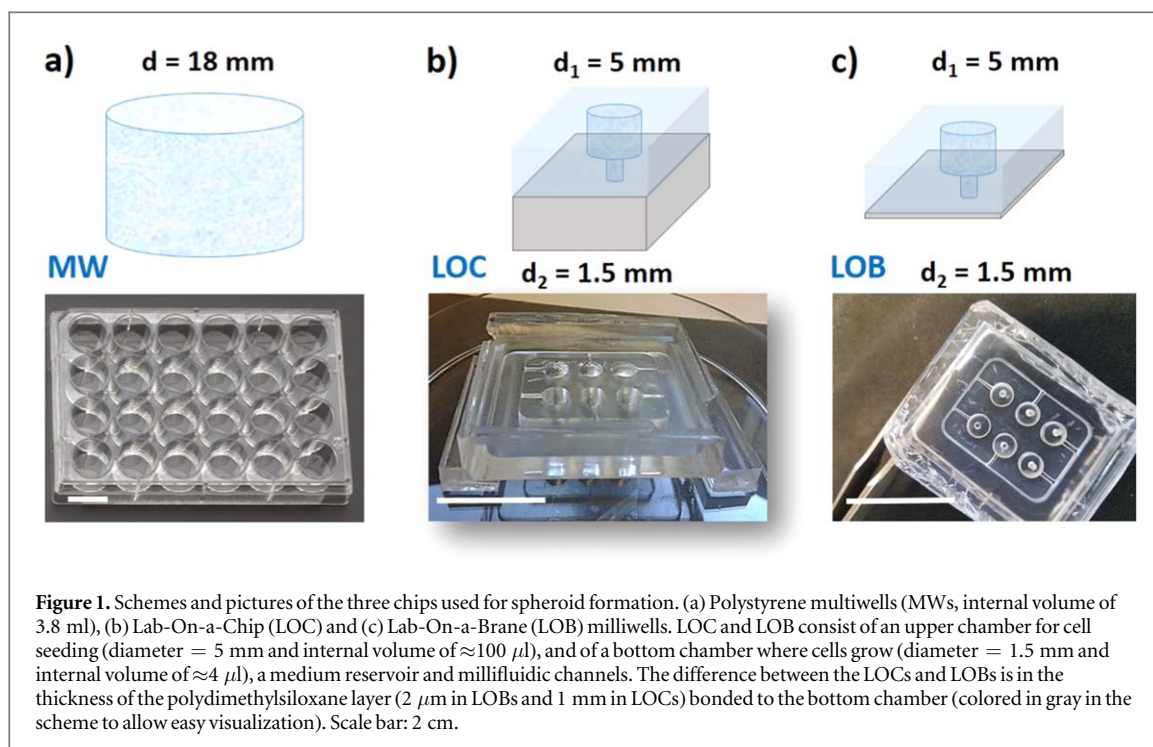 a) d = 18 mm
b) d₁ = 5 mm
c) d₁ = 5 mm
MW
LOC d₂ = 1.5 mm
LOB d₂ = 1.5 mm
Figure 1. Schemes and pictures of the three chips used for spheroid formation. (a) Polystyrene multiwells (MWs, internal volume of
3.8 ml), (b) Lab-On-a-Chip (LOC) and (c) Lab-On-a-Brane (LOB) milliwells. LOC and LOB consist of an upper chamber for cell
seeding (diameter = 5 mm and internal volume of ≈100 μl), and of a bottom chamber where cells grow (diameter = 1.5 mm and
internal volume of ≈4 μl), a medium reservoir and millifluidic channels. The difference between the LOCs and LOBs is in the
thickness of the polydimethylsiloxane layer (2 μm in LOBs and 1 mm in LOCs) bonded to the bottom chamber (colored in gray in the
scheme to allow easy visualization). Scale bar: 2 cm.